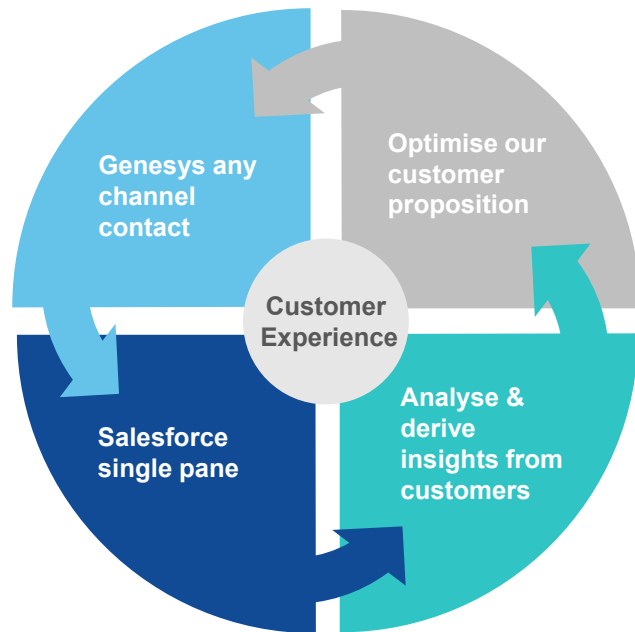 Genesys any
channel
contact
Optimise our
customer
proposition
Customer
Experience
Salesforce
single pane
Analyse &
derive
insights from
customers